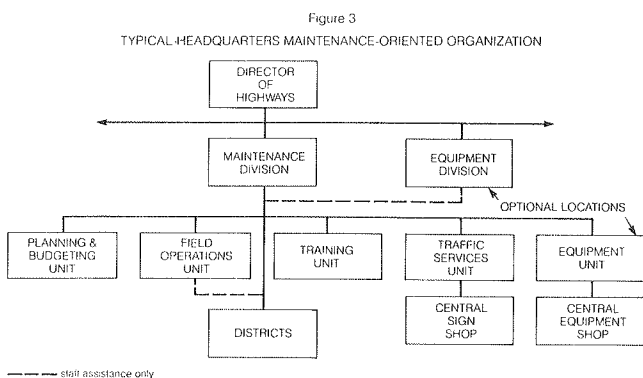 Figure 3
TYPICAL-HEADQUARTERS MAINTENANCE-ORIENTED ORGANIZATION
DIRECTOR
OF
HIGHWAYS
MAINTENANCE
DIVISION
EQUIPMENT
DIVISION
OPTIONAL LOCATIONS
PLANNING &
BUDGETING
UNIT
FIELD
OPERATIONS
UNIT
TRAINING
UNIT
TRAFFIC
SERVICES
UNIT
EQUIPMENT
UNIT
DISTRICTS
CENTRAL
SIGN
SHOP
CENTRAL
EQUIPMENT
SHOP
staff assistance only